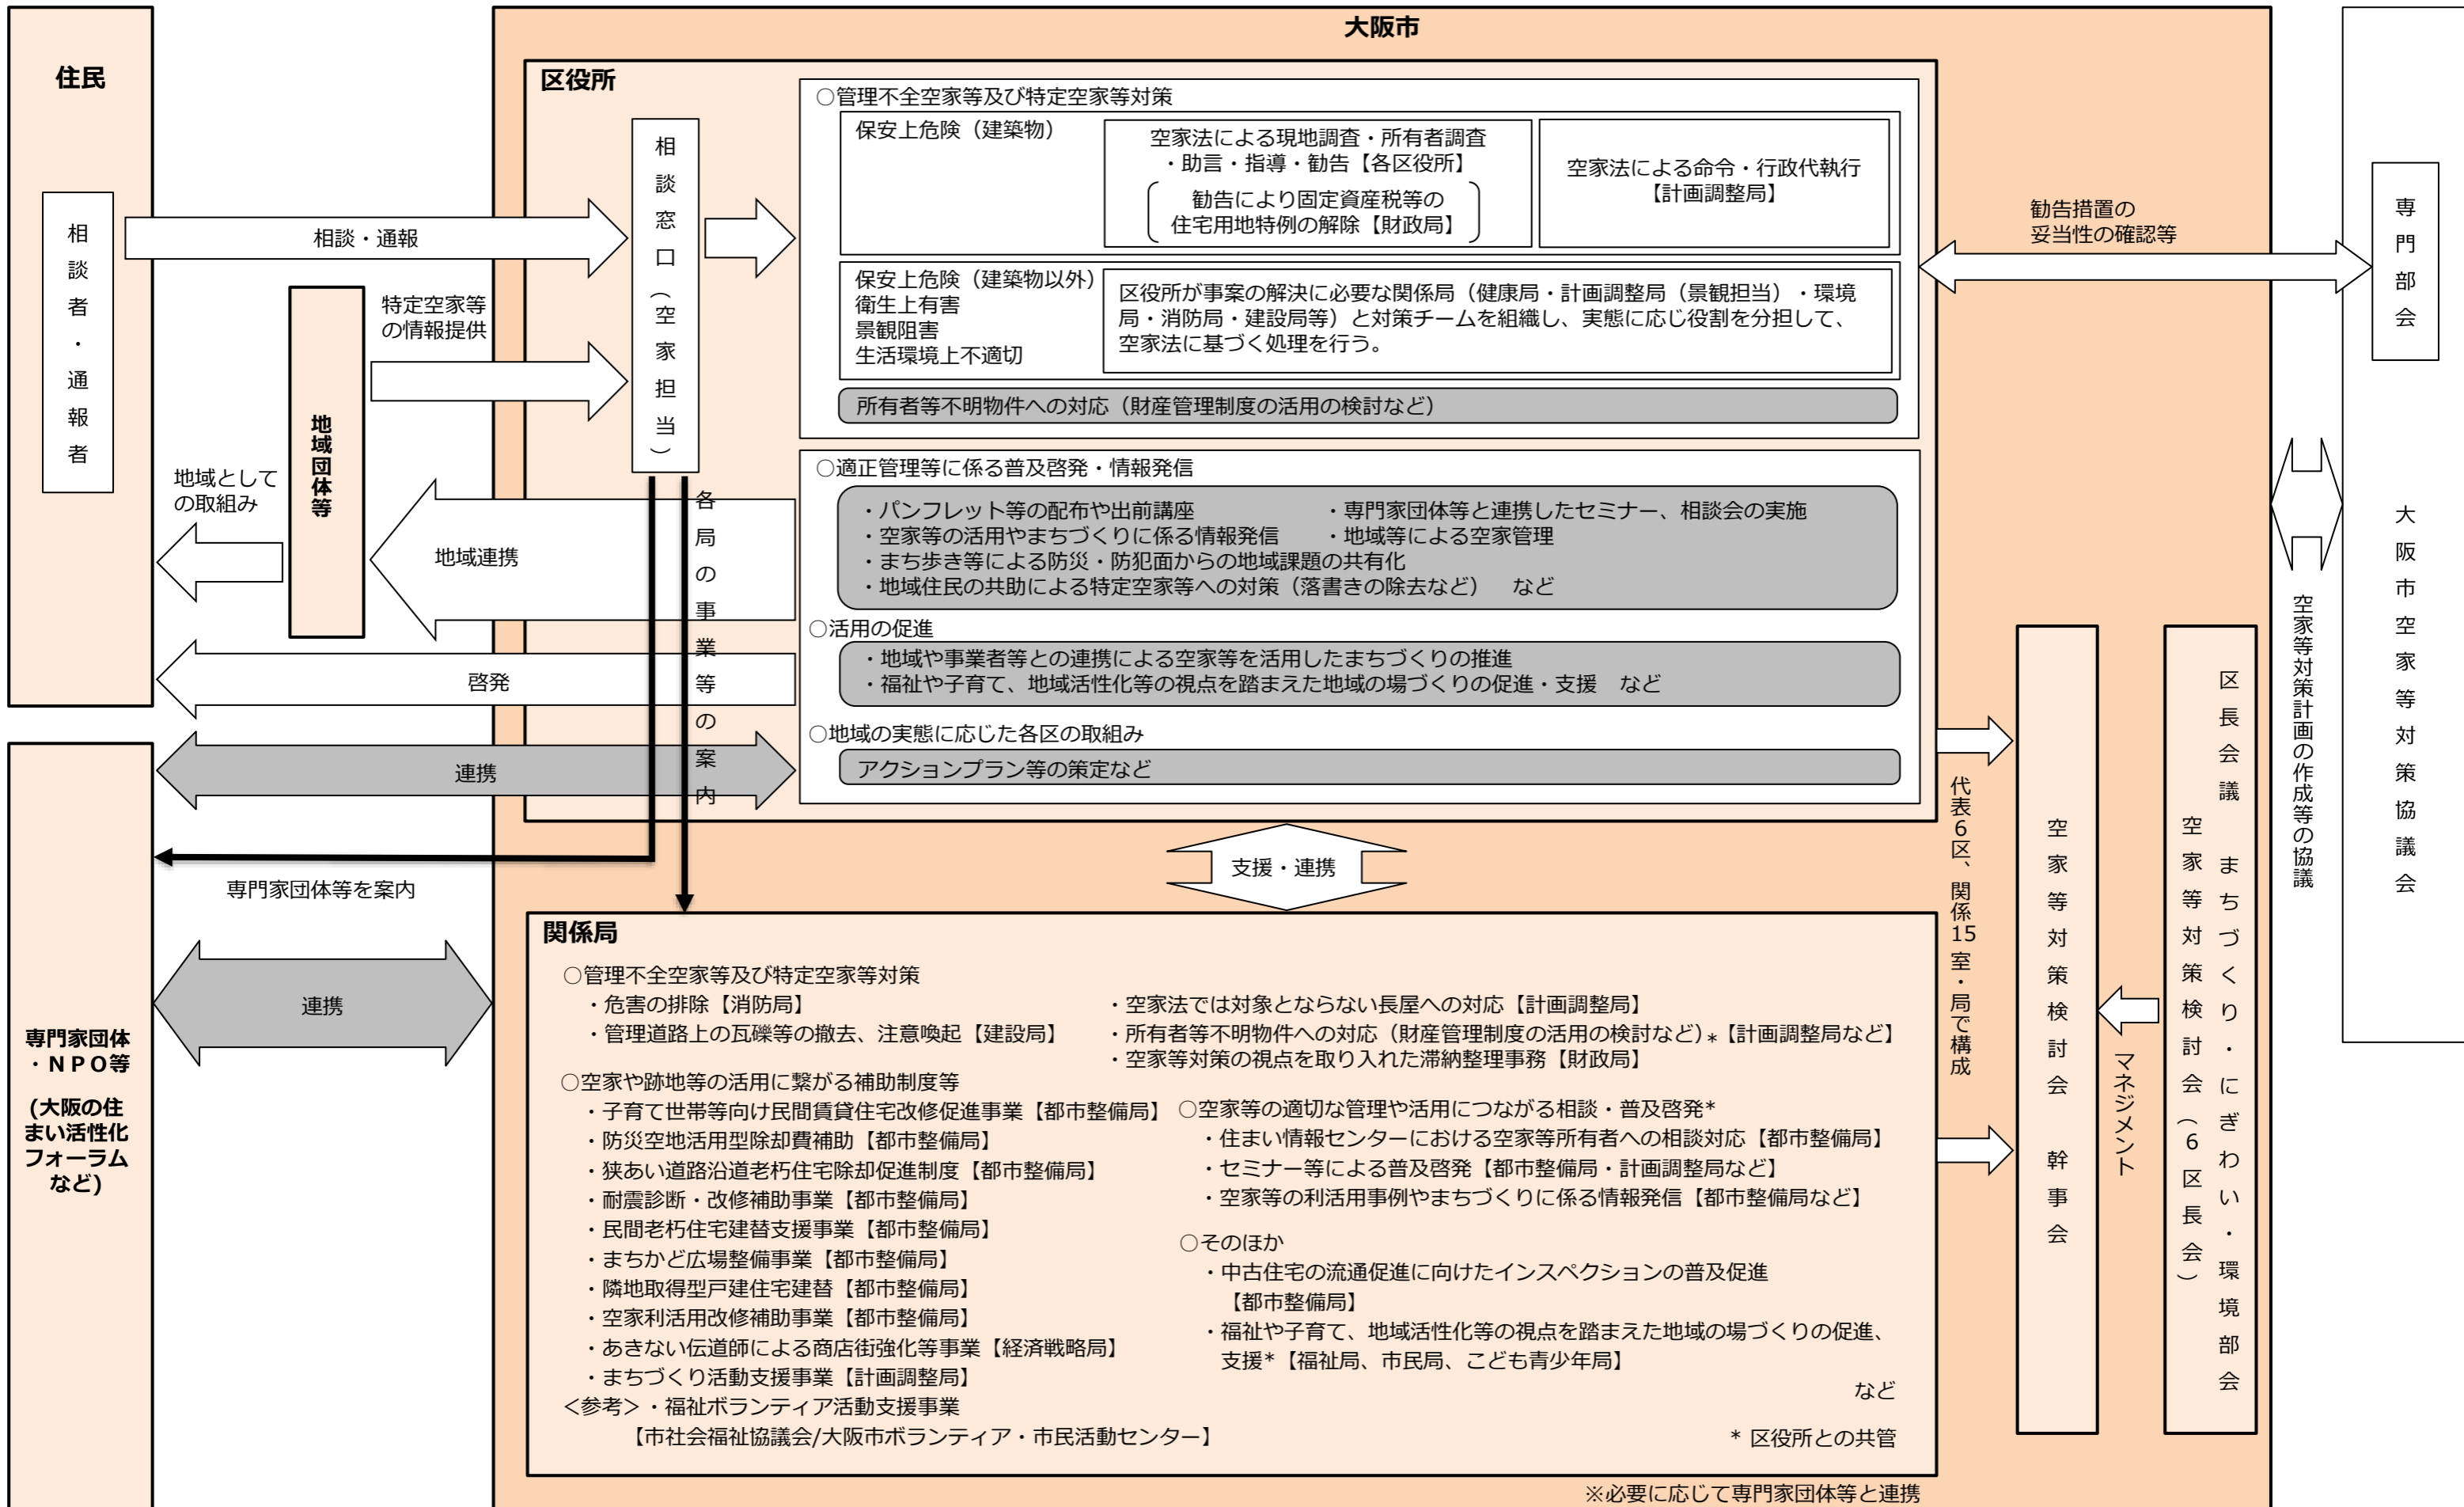 大阪市
住民
相談者・通報者
相談・通報
特定空家等
の情報提供
地域団体等
地域として
の取組み
地域連携
啓発
連携
専門家団体等を案内
連携
専門家団体
・NPO等
(大阪の住
まい活性化
フォーラム
など)
区役所
相談窓口(空家担当)
各局の事業等の案内
○管理不全空家等及び特定空家等対策
保安上危険（建築物）
空家法による現地調査・所有者調査
・助言・指導・勧告【各区役所】
勧告により固定資産税等の
住宅用地特例の解除【財政局】
空家法による命令・行政代執行
【計画調整局】
保安上危険（建築物以外）
衛生上有害
景観阻害
生活環境上不適切
区役所が事案の解決に必要な関係局（健康局・計画調整局（景観担当）・環境
局・消防局・建設局等）と対策チームを組織し、実態に応じ役割を分担して、
空家法に基づく処理を行う。
所有者等不明物件への対応（財産管理制度の活用の検討など）
○適正管理等に係る普及啓発・情報発信
・パンフレット等の配布や出前講座　・専門家団体等と連携したセミナー、相談会の実施
・空家等の活用やまちづくりに係る情報発信　・地域等による空家管理
・まち歩き等による防災・防犯面からの地域課題の共有化
・地域住民の共助による特定空家等への対策（落書きの除去など）　など
○活用の促進
・地域や事業者等との連携による空家等を活用したまちづくりの推進
・福祉や子育て、地域活性化等の視点を踏まえた地域の場づくりの促進・支援　など
○地域の実態に応じた各区の取組み
アクションプラン等の策定など
支援・連携
関係局
○管理不全空家等及び特定空家等対策
・危害の排除【消防局】
・管理道路上の瓦礫等の撤去、注意喚起【建設局】
・空家法では対象とならない長屋への対応【計画調整局】
・所有者等不明物件への対応（財産管理制度の活用の検討など）*【計画調整局など】
・空家等対策の視点を取り入れた滞納整理事務【財政局】
○空家や跡地等の活用に繋がる補助制度等
・子育て世帯等向け民間賃貸住宅改修促進事業【都市整備局】
・防災空地活用型除却費補助【都市整備局】
・狭あい道路沿道老朽住宅除却促進制度【都市整備局】
・耐震診断・改修補助事業【都市整備局】
・民間老朽住宅建替支援事業【都市整備局】
・まちかど広場整備事業【都市整備局】
・隣地取得型戸建住宅建替【都市整備局】
・空家利活用改修補助事業【都市整備局】
・あきない伝道師による商店街強化等事業【経済戦略局】
・まちづくり活動支援事業【計画調整局】
＜参考＞・福祉ボランティア活動支援事業
【市社会福祉協議会/大阪市ボランティア・市民活動センター】
○空家等の適切な管理や活用につながる相談・普及啓発*
・住まい情報センターにおける空家等所有者への相談対応【都市整備局】
・セミナー等による普及啓発【都市整備局・計画調整局など】
・空家等の利活用事例やまちづくりに係る情報発信【都市整備局など】
○そのほか
・中古住宅の流通促進に向けたインスペクションの普及促進
【都市整備局】
・福祉や子育て、地域活性化等の視点を踏まえた地域の場づくりの促進、
支援*【福祉局、市民局、こども青少年局】
など
* 区役所との共管
※必要に応じて専門家団体等と連携
代表6区、関係15室・局で構成
空家等対策検討会　幹事会
マネジメント
区長会議　まちづくり・にぎわい・環境部会
空家等対策検討会（6区長会）
勧告措置の
妥当性の確認等
専門部会
空家等対策計画の作成等の協議
大阪市空家等対策協議会